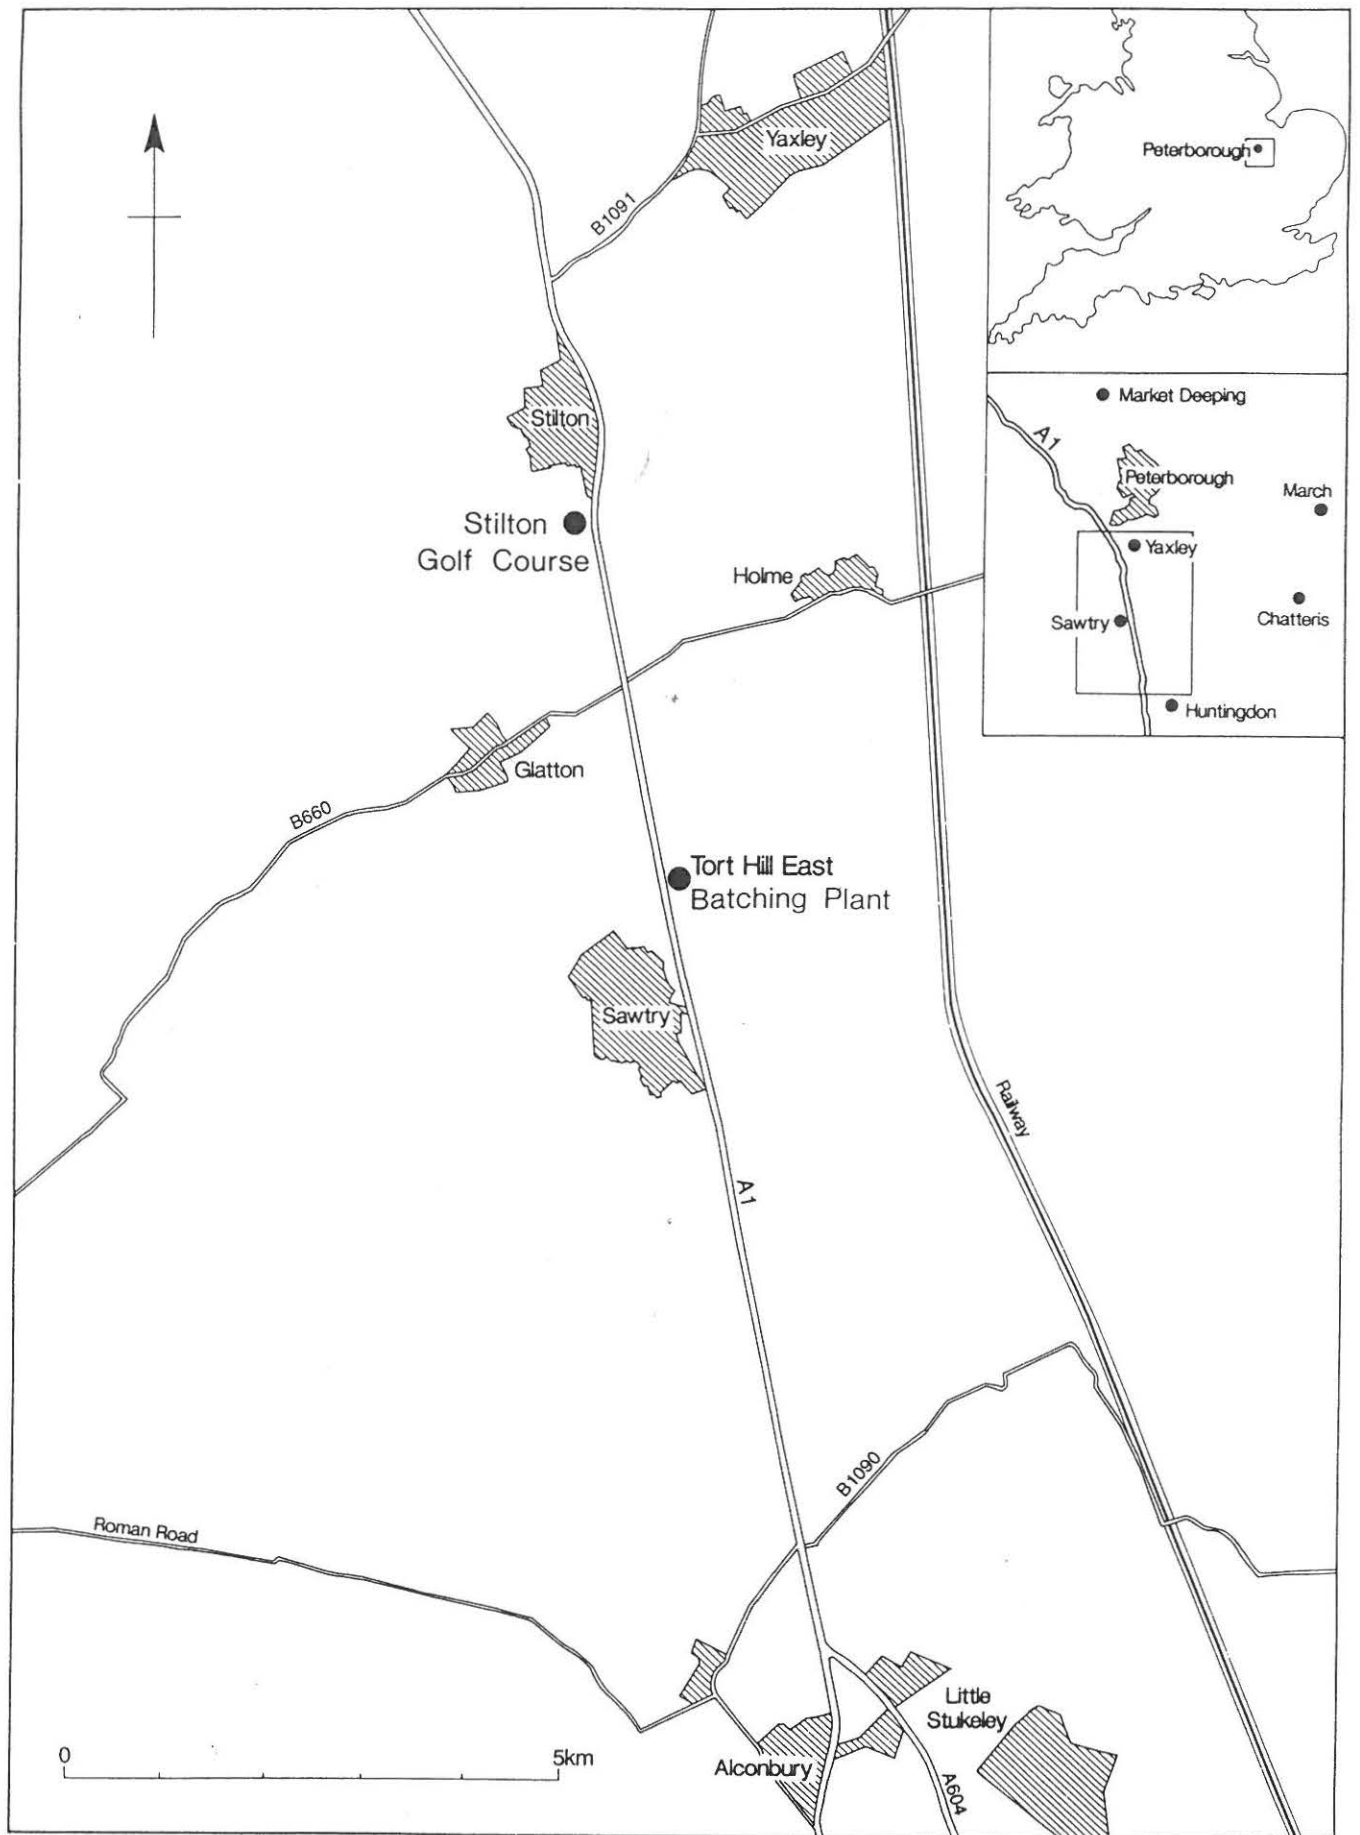 Yaxley
B1091
Peterborough
Stilton
Stilton
Golf Course
Holme
Glatton
B660
Tort Hill East
Batching Plant
Sawtry
Railway
A1
B1090
Roman Road
Little
Stukeley
Alconbury
A604
0
5km
Market Deeping
A1
Peterborough
March
Yaxley
Sawtry
Chatteris
Huntingdon